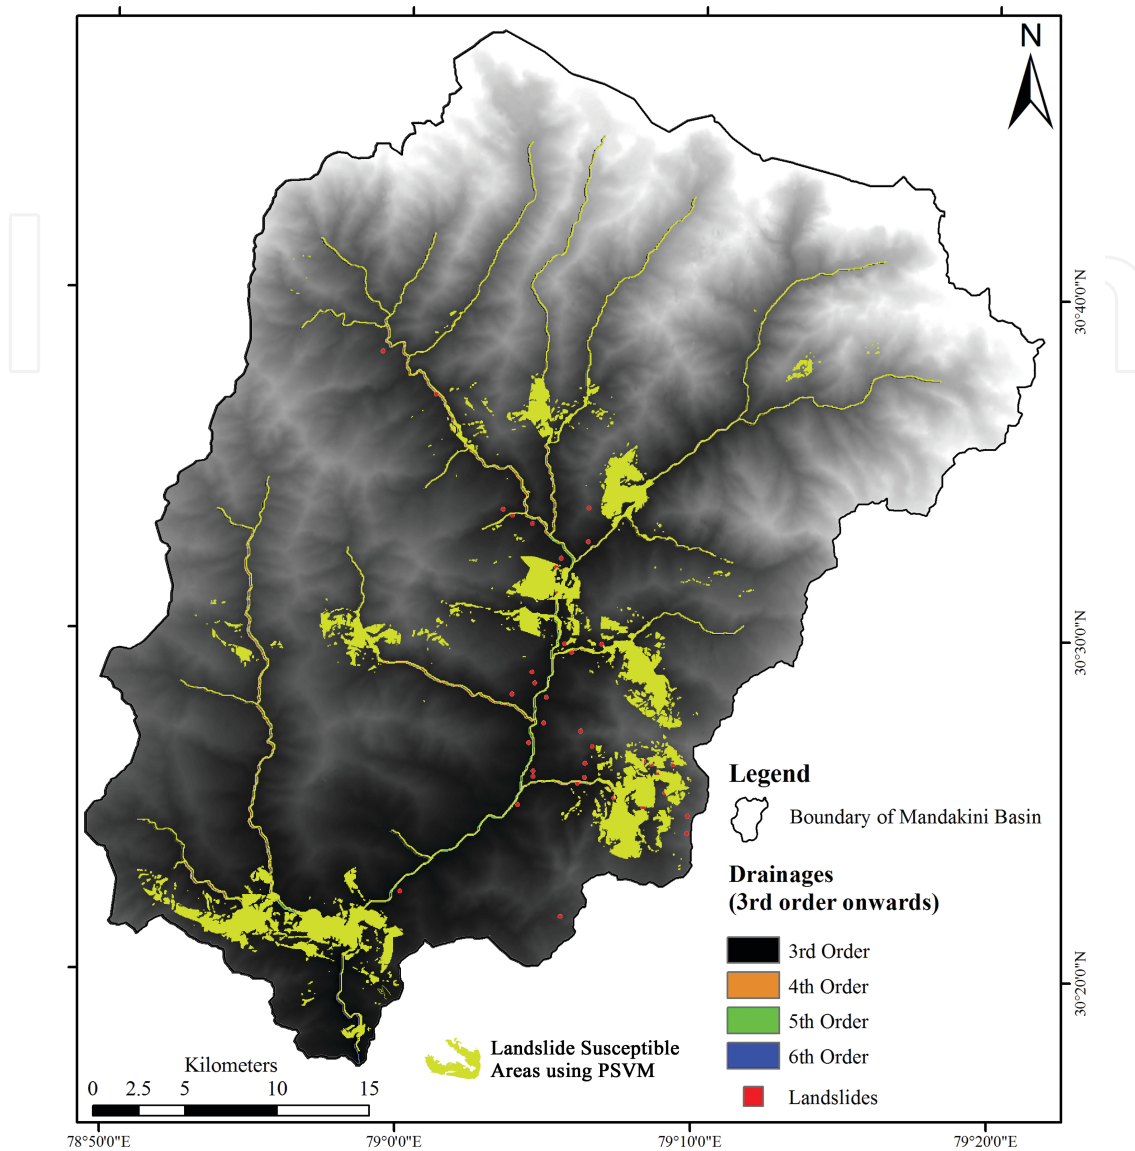 N
30°40'0"N
30°30'0"N
Legend
Boundary of Mandakini Basin
Drainages
(3rd order onwards)
3rd Order
4th Order
5th Order
6th Order
Landslides
30°20'0"N
Landslide Susceptible
Areas using PSVM
Kilometers
0 2.5 5 10 15
78°50'0"E 79°0'0"E 79°10'0"E 79°20'0"E